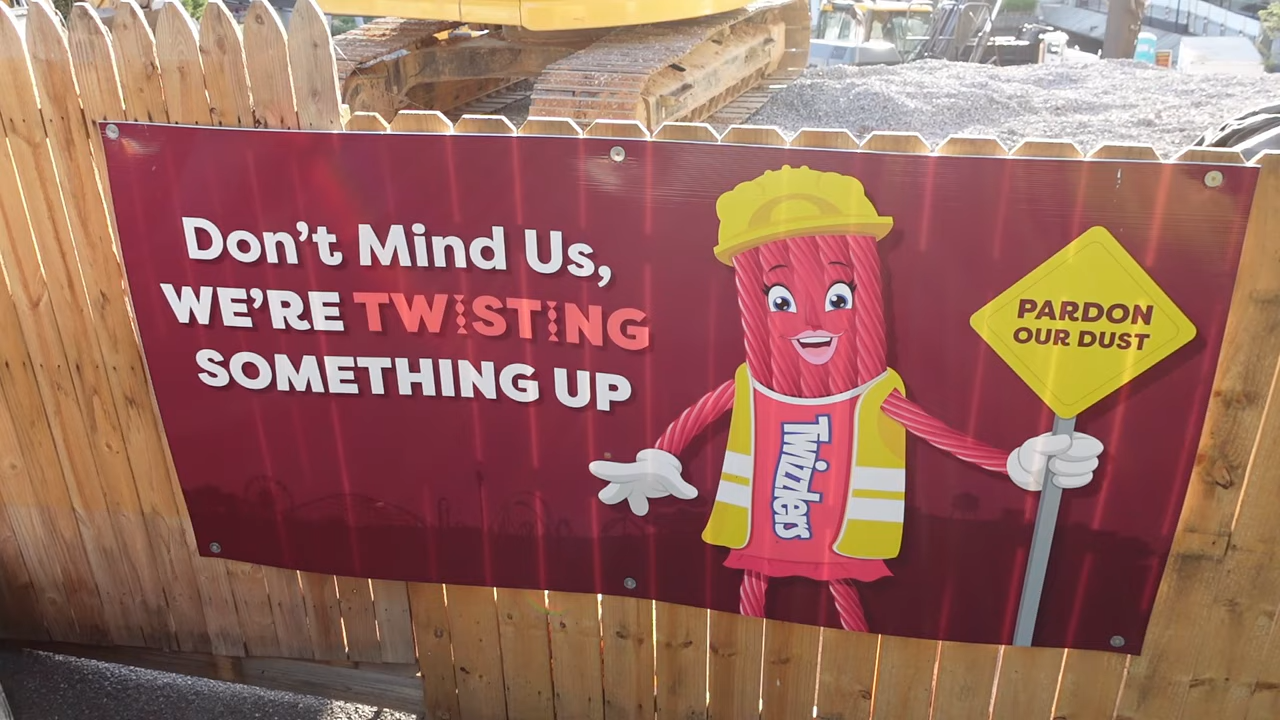 Don't Mind Us,
WE'RE TWISTING
SOMETHING UP
Twizzlers
PARDON
OUR DUST